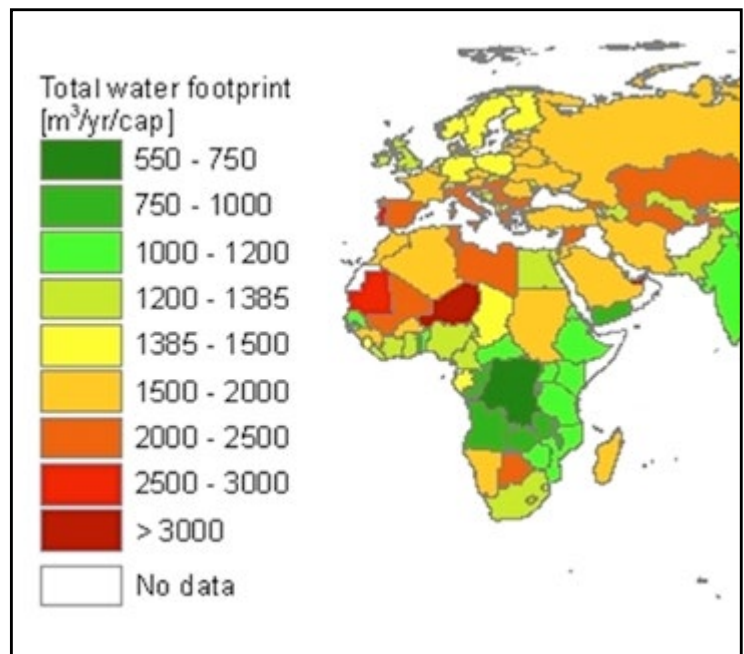 Total water footprint
[m³/yr/cap]
550 - 750
750 - 1000
1000 - 1200
1200 - 1385
1385 - 1500
1500 - 2000
2000 - 2500
2500 - 3000
> 3000
No data